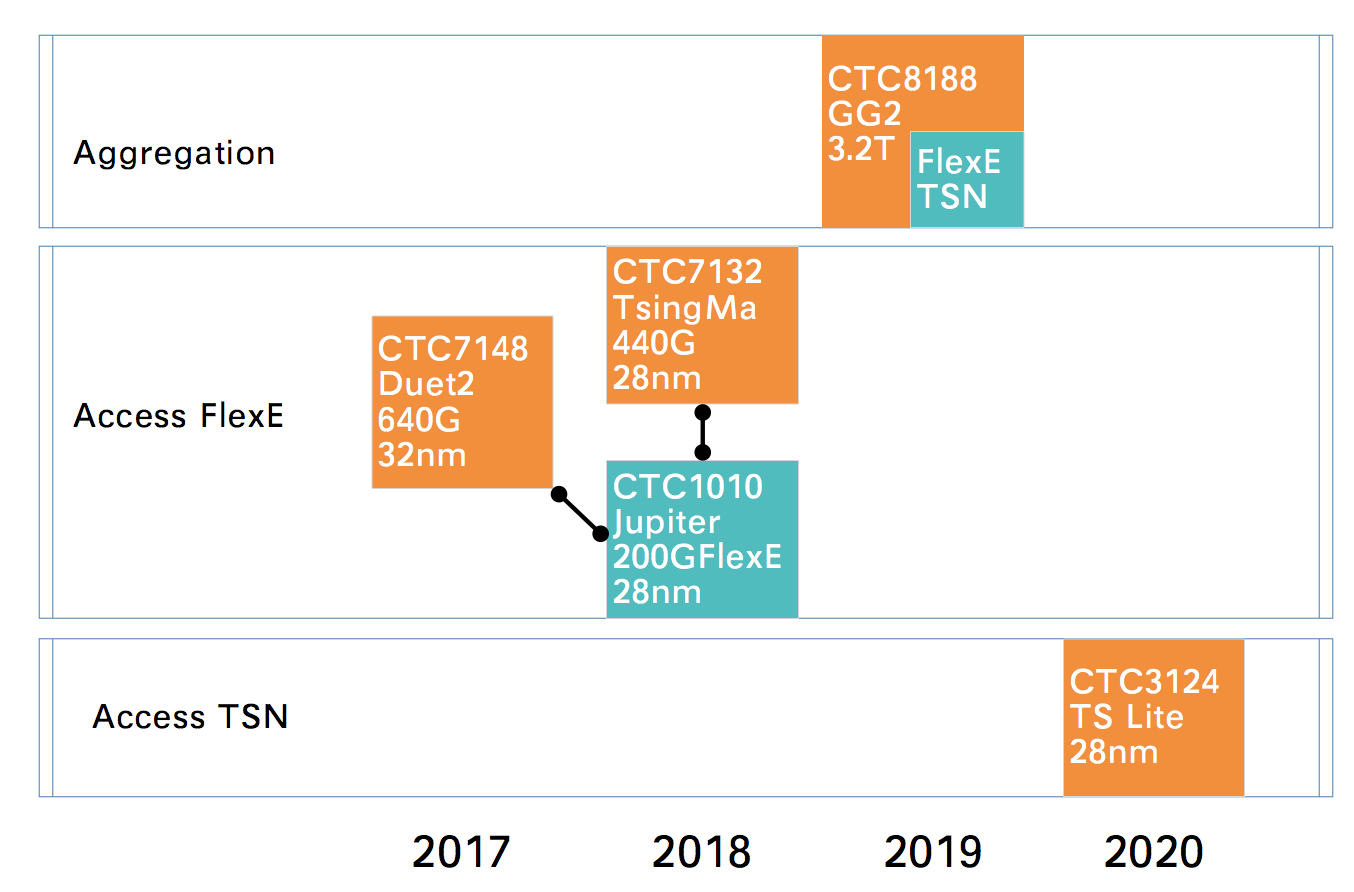 Aggregation
CTC8188
GG2
3.2T
FlexE
TSN
Access FlexE
CTC7148
Duet2
640G
32nm
CTC7132
TsingMa
440G
28nm
CTC1010
Jupiter
200GFlexE
28nm
Access TSN
CTC3124
TS Lite
28nm
2017
2018
2019
2020